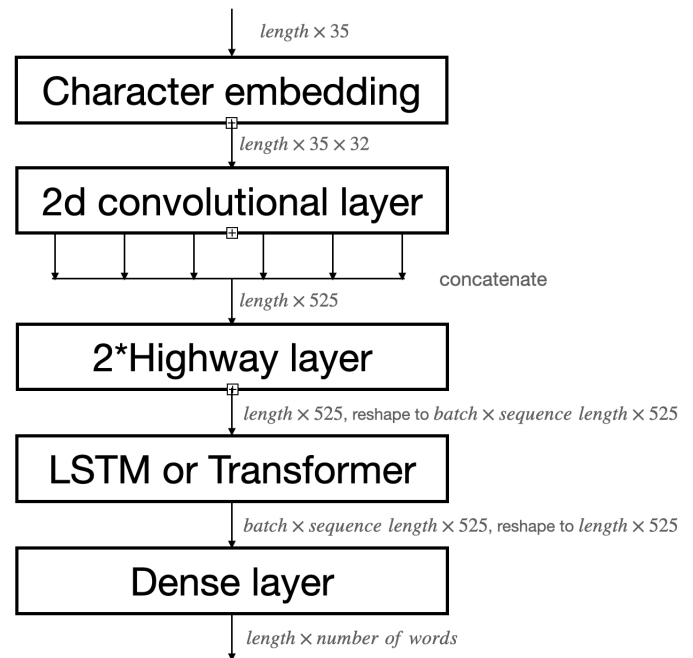 length × 35
Character embedding
length × 35 × 32
2d convolutional layer
concatenate
length × 525
2*Highway layer
length × 525, reshape to batch × sequence length × 525
LSTM or Transformer
batch × sequence length × 525, reshape to length × 525
Dense layer
length × number of words